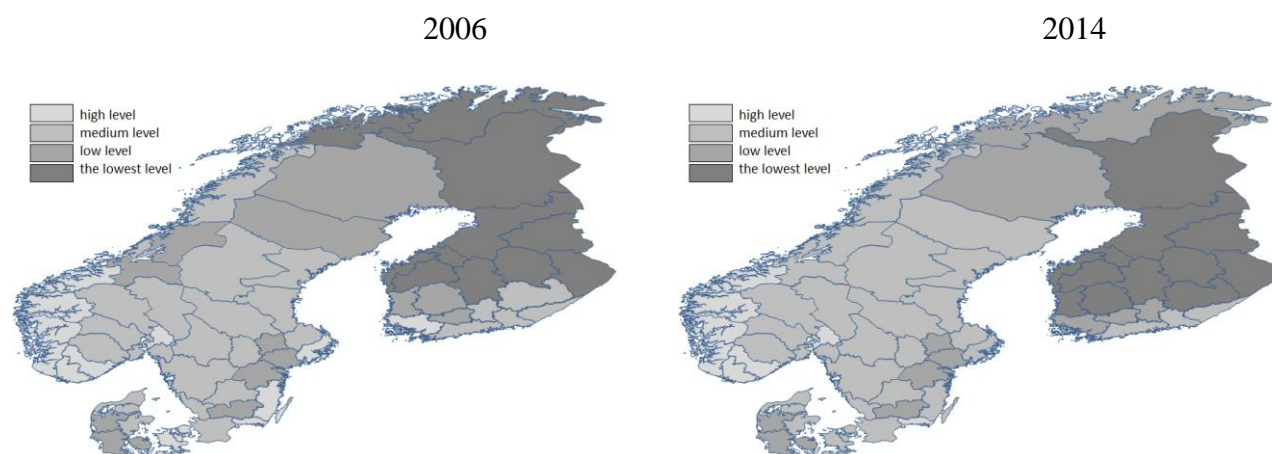 2006
2014
high level
medium level
low level
the lowest level
high level
medium level
low level
the lowest level